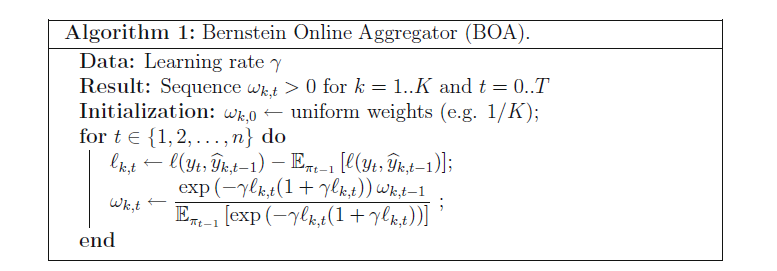 Algorithm 1: Bernstein Online Aggregator (BOA).
Data: Learning rate γ
Result: Sequence ω_{k,t} > 0 for k = 1..K and t = 0..T
Initialization: ω_{k,0} ← uniform weights (e.g. 1/K);
for t ∈ {1, 2, . . . , n} do
ℓ_{k,t} ← ℓ(y_t, ŷ_{k,t−1}) − 𝔼_{π_{t−1}} [ℓ(y_t, ŷ_{k,t−1})];
ω_{k,t} ← \frac{exp (−γℓ_{k,t}(1 + γℓ_{k,t})) ω_{k,t−1}}{𝔼_{π_{t−1}} [exp (−γℓ_{k,t}(1 + γℓ_{k,t}))]} ;
end